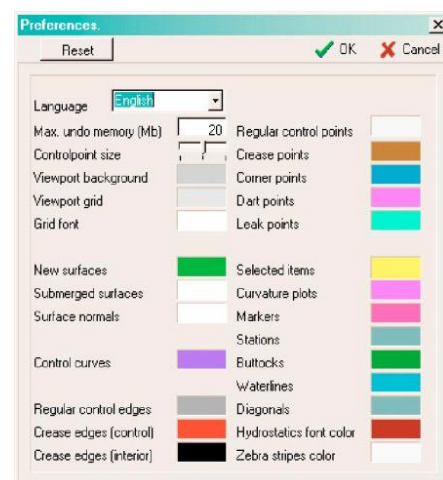 Preferences.
Reset
OK
Cancel
Language English
Max. undo memory (Mb) 20 Regular control points
Controlpoint size Crease points
Viewport background Corner points
Viewport grid Dart points
Grid font Leak points
New surfaces Selected items
Submerged surfaces Curvature plots
Surface normals Markers
Stations
Control curves Buttocks
Waterlines
Regular control edges Diagonals
Crease edges (control) Hydrostatics font color
Crease edges (interior) Zebra stripes color